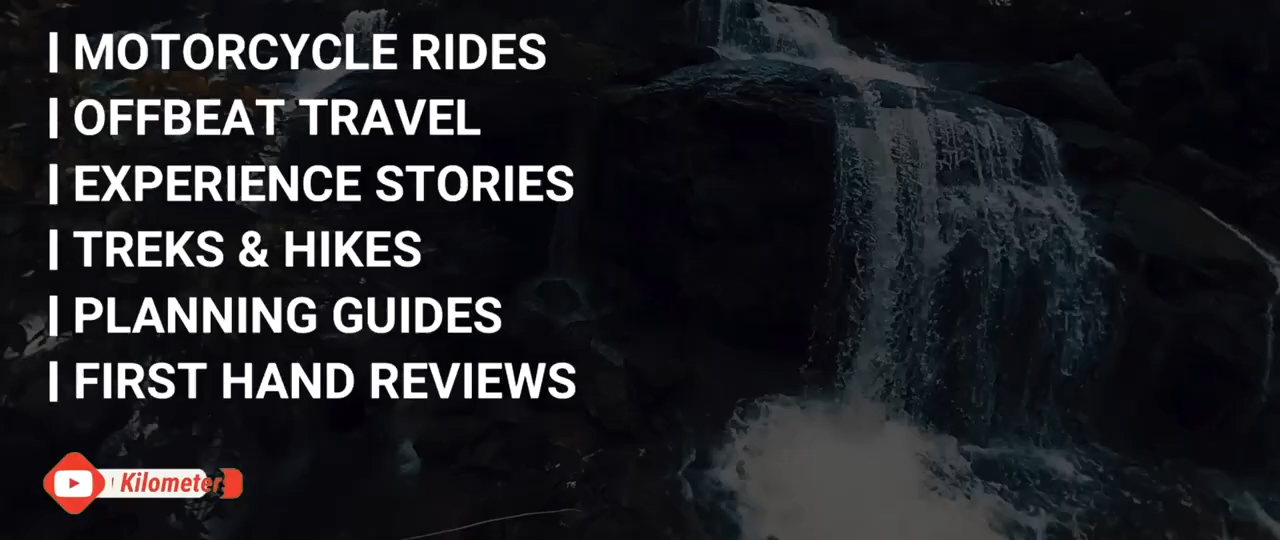 | MOTORCYCLE RIDES
| OFFBEAT TRAVEL
| EXPERIENCE STORIES
| TREKS & HIKES
| PLANNING GUIDES
| FIRST HAND REVIEWS
Kilometer